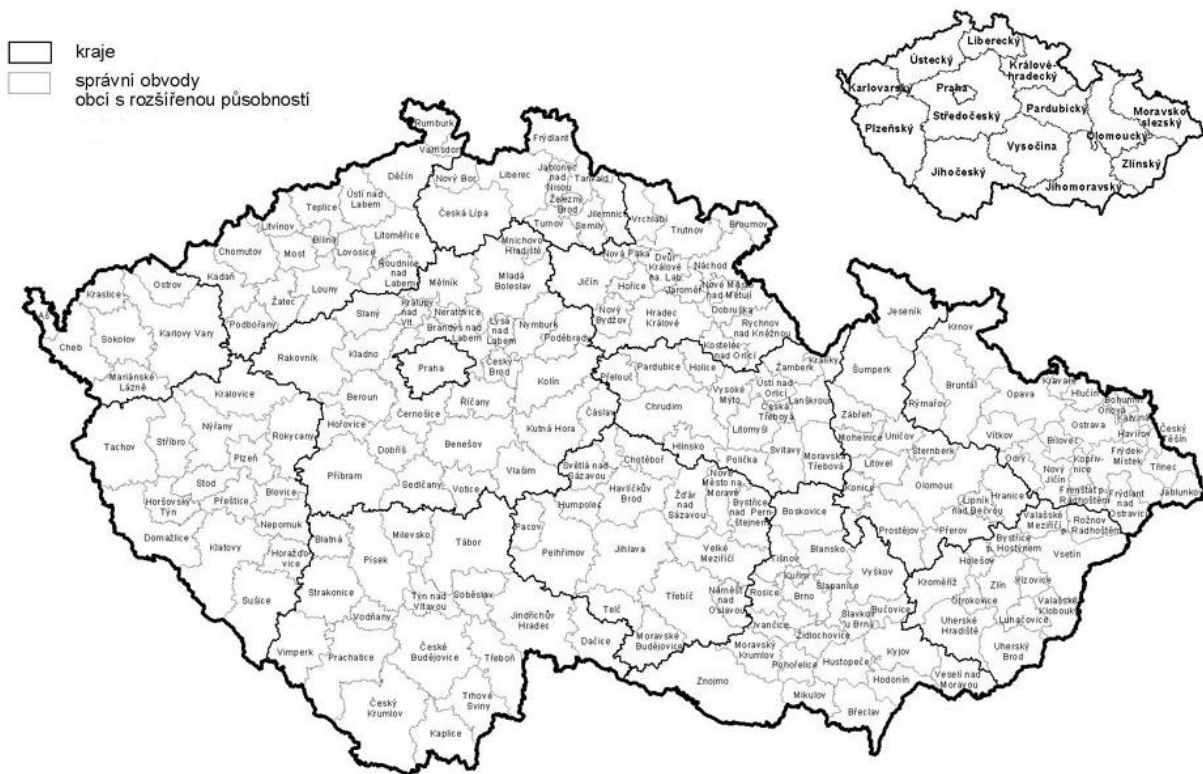 kraje
správní obvody
obcí s rozšířenou působností
Liberecký
Ústecký
Králové-
hradecký
Karlovarský
Praha
Středočeský
Pardubický
Moravsko
slezský
Plzeňský
Olomoucký
Vysočina
Zlínský
Jihočeský
Jihomoravský
Rumburk
Varnsdorf
Frýdlant
Děčín
Nový Bor
Liberec
Jablonec
nad
Nisou
Tanvald
Ústí nad
Labem
Česká Lípa
Železný
Brod
Jilemnice
Teplice
Turnov
Semily
Vrchlabí
Trutnov
Broumov
Litvínov
Bílina
Litoměřice
Most
Lovosice
Mnichovo
Hradiště
Nová Paka
Dvůr
Králové
na. Lab.
Náchod
Chomutov
Roudnice
nad
Labem
Mladá
Boleslav
Jičín
Hořice
Jaroměř
Nové Město
nad Metují
Kadaň
Louny
Mělník
Ostrov
Žatec
Kraslice
Podbořany
Slaný
Kralupy
nad
Vlt.
Neratovice
Lysá
nad
Labem
Nymburk
Nový
Bydžov
Hradec
Králové
Dobruška
Rychnov
nad Kněžnou
Jeseník
Krnov
Aš
Sokolov
Karlovy Vary
Cheb
Brandýs nad
Labem
Poděbrady
Kostelec
nad Orlicí
Rakovník
Kladno
Praha
Český
Brod
Kolín
Přelouč
Pardubice
Holice
Žamberk
Králíky
Šumperk
Bruntál
Mariánské
Lázně
Kralovice
Beroun
Říčany
Vysoké
Mýto
Ústí nad
Orlicí
Lanškroun
Rýmařov
Opava
Kravaře
Hlučín
Bohumín
Orlová
Karviná
Černošice
Čáslav
Chrudim
Česká
Třebová
Hořovice
Kutná Hora
Litomyšl
Zábřeh
Ostrava
Havířov
Český
Těšín
Tachov
Stříbro
Nýřany
Rokycany
Dobříš
Benešov
Hlinsko
Svitavy
Mohelnice
Uničov
Šternberk
Vítkov
Bílovec
Plzeň
Polička
Moravská
Třebová
Litovel
Odry
Kopřiv-
nice
Frýdek-
Místek
Třinec
Příbram
Sedlčany
Votice
Vlašim
Světlá nad
Sázavou
Chotěboř
Nové
Město na
Moravě
Konice
Olomouc
Nový
Jičín
Stod
Přeštice
Blovice
Havlíčkův
Brod
Žďár
nad
Sázavou
Bystřice
nad Pern-
štejnem
Boskovice
Lipník
nad Bečvou
Hranice
Frenštát p.
Radhoštěm
Frýdlant
nad
Ostravicí
Jablunko
Horšovský
Týn
Nepomuk
Humpolec
Prostějov
Přerov
Valašské
Meziříčí
Rožnov
p.Radhoštěm
Domažlice
Klatovy
Horažďo-
vice
Blatná
Milevsko
Tábor
Pacov
Pelhřimov
Jihlava
Velké
Meziříčí
Tišnov
Blansko
Bystřice
p. Hostýnem
Holešov
Vsetín
Písek
Kuřim
Vyškov
Kroměříž
Zlín
Vizovice
Sušice
Strakonice
Týn nad
Vltavou
Soběslav
Jindřichův
Hradec
Třebíč
Náměšť
nad
Oslavou
Rosice
Brno
Šlapanice
Slavkov
u Brna
Bučovice
Otrokovice
Valašské
Klobouky
Vodňany
Telč
Ivančice
Uherské
Hradiště
Luhačovice
Vimperk
Prachatice
České
Budějovice
Třeboň
Dačice
Moravské
Budějovice
Moravský
Krumlov
Židlochovice
Pohořelice
Hustopeče
Kyjov
Uherský
Brod
Znojmo
Hodonín
Veselí nad
Moravou
Český
Krumlov
Trhové
Sviny
Mikulov
Břeclav
Kaplice